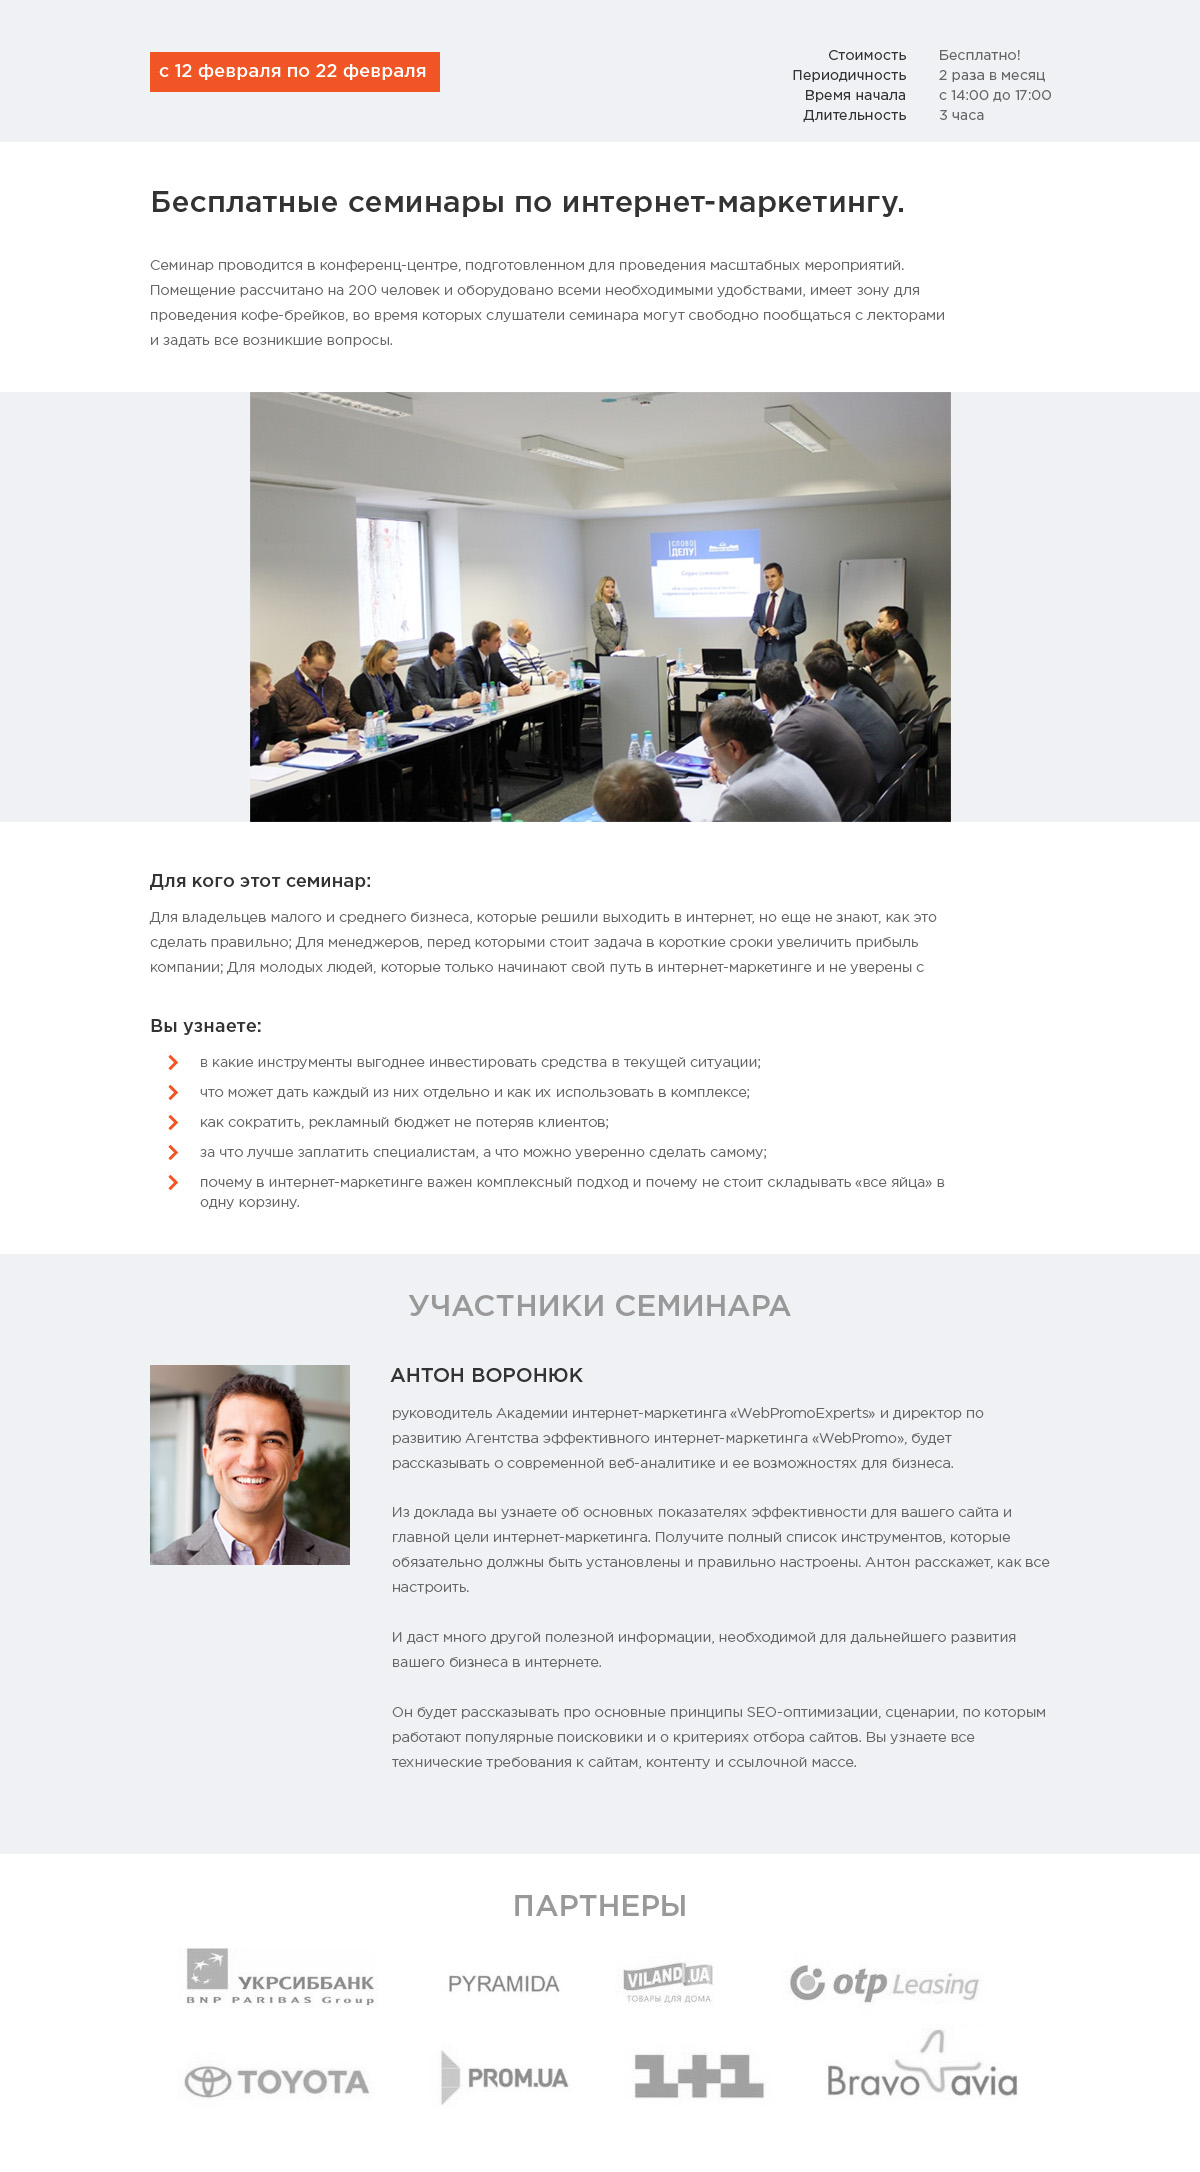 с 12 февраля по 22 февраля
Стоимость Бесплатно!
Периодичность 2 раза в месяц
Время начала с 14:00 до 17:00
Длительность 3 часа
Бесплатные семинары по интернет-маркетингу.
Семинар проводится в конференц-центре, подготовленном для проведения масштабных мероприятий.
Помещение рассчитано на 200 человек и оборудовано всеми необходимыми удобствами, имеет зону для
проведения кофе-брейков, во время которых слушатели семинара могут свободно пообщаться с лекторами
и задать все возникшие вопросы.
СЛОВО
ДЕЛУ
Для кого этот семинар:
Для владельцев малого и среднего бизнеса, которые решили выходить в интернет, но еще не знают, как это
сделать правильно; Для менеджеров, перед которыми стоит задача в короткие сроки увеличить прибыль
компании; Для молодых людей, которые только начинают свой путь в интернет-маркетинге и не уверены с
Вы узнаете:
в какие инструменты выгоднее инвестировать средства в текущей ситуации;
что может дать каждый из них отдельно и как их использовать в комплексе;
как сократить, рекламный бюджет не потеряв клиентов;
за что лучше заплатить специалистам, а что можно уверенно сделать самому;
почему в интернет-маркетинге важен комплексный подход и почему не стоит складывать «все яйца» в
одну корзину.
УЧАСТНИКИ СЕМИНАРА
АНТОН ВОРОНЮК
руководитель Академии интернет-маркетинга «WebPromoExperts» и директор по
развитию Агентства эффективного интернет-маркетинга «WebPromo», будет
рассказывать о современной веб-аналитике и ее возможностях для бизнеса.
Из доклада вы узнаете об основных показателях эффективности для вашего сайта и
главной цели интернет-маркетинга. Получите полный список инструментов, которые
обязательно должны быть установлены и правильно настроены. Антон расскажет, как все
настроить.
И даст много другой полезной информации, необходимой для дальнейшего развития
вашего бизнеса в интернете.
Он будет рассказывать про основные принципы SEO-оптимизации, сценарии, по которым
работают популярные поисковики и о критериях отбора сайтов. Вы узнаете все
технические требования к сайтам, контенту и ссылочной массе.
ПАРТНЕРЫ
УКРСИББАНК
BNP PARIBAS Group
PYRAMIDA
VILAND.UA
ТОВАРЫ ДЛЯ ДОМА
otp Leasing
TOYOTA
PROM.UA
1+1
Bravoavia